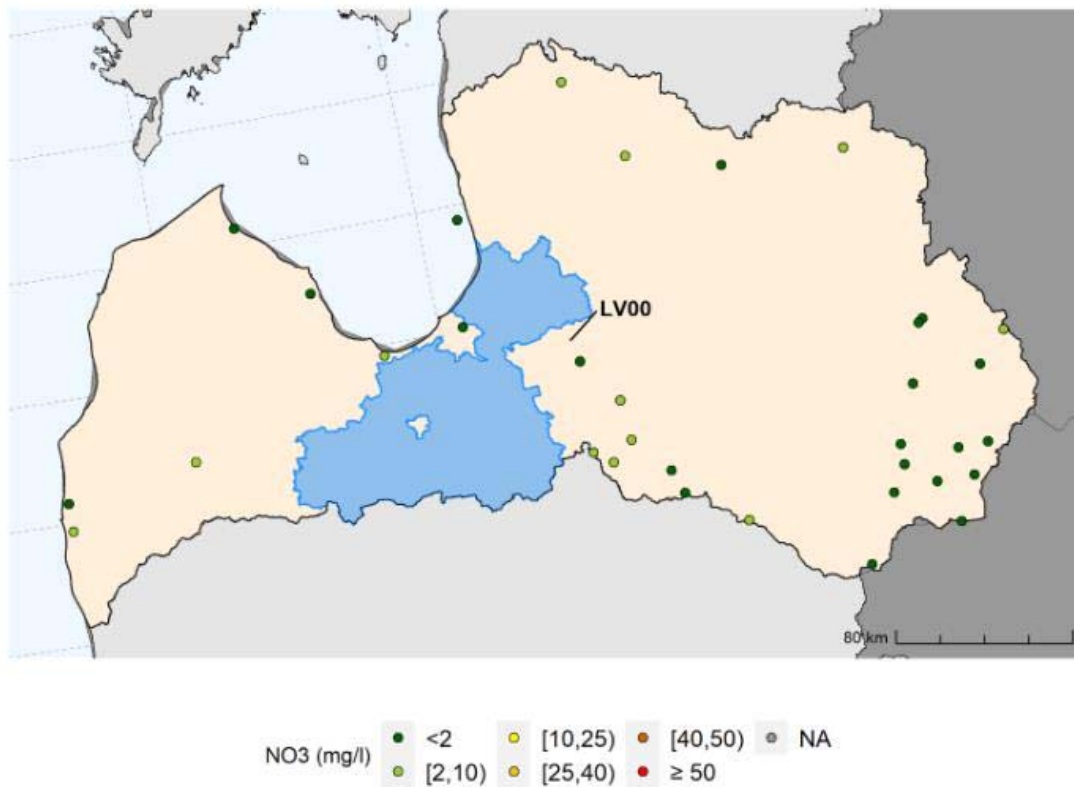 LV00
80 km
NO3 (mg/l)
<2 [10,25) [40,50) NA
[2,10) [25,40) ≥ 50